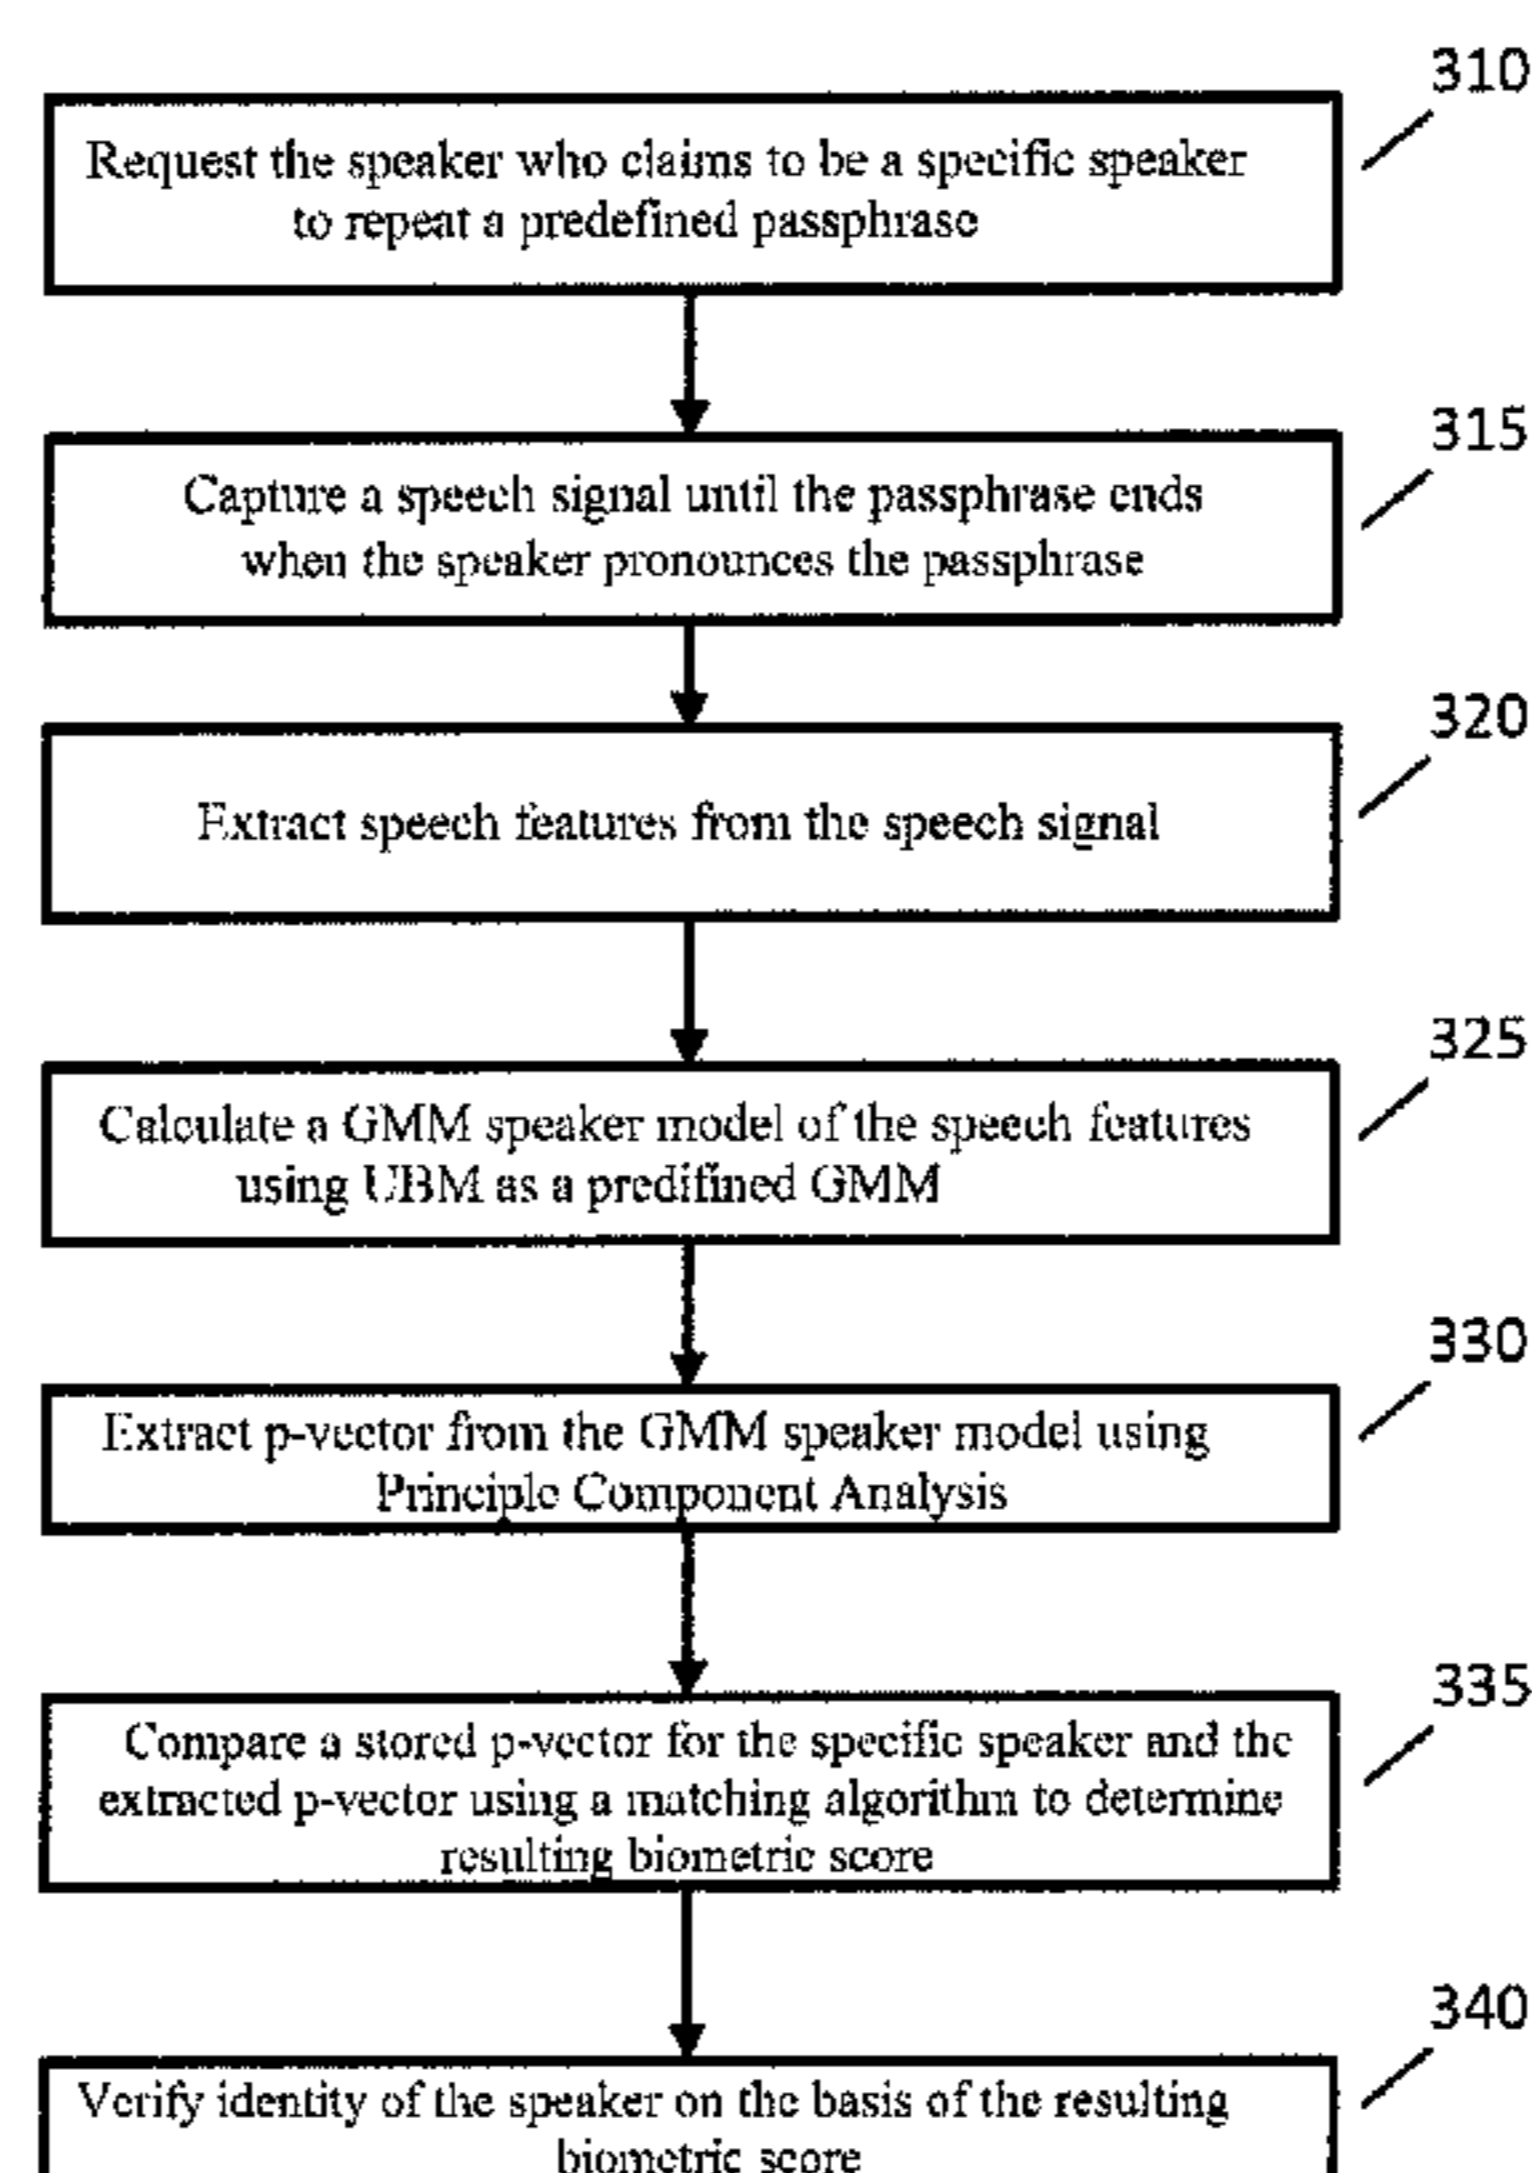 310
Request the speaker who claims to be a specific speaker
to repeat a predefined passphrase
315
Capture a speech signal until the passphrase ends
when the speaker pronounces the passphrase
320
Extract speech features from the speech signal
325
Calculate a GMM speaker model of the speech features
using UBM as a predifined GMM
330
Extract p-vector from the GMM speaker model using
Principle Component Analysis
335
Compare a stored p-vector for the specific speaker and the
extracted p-vector using a matching algorithm to determine
resulting biometric score
340
Verify identity of the speaker on the basis of the resulting
biometric score